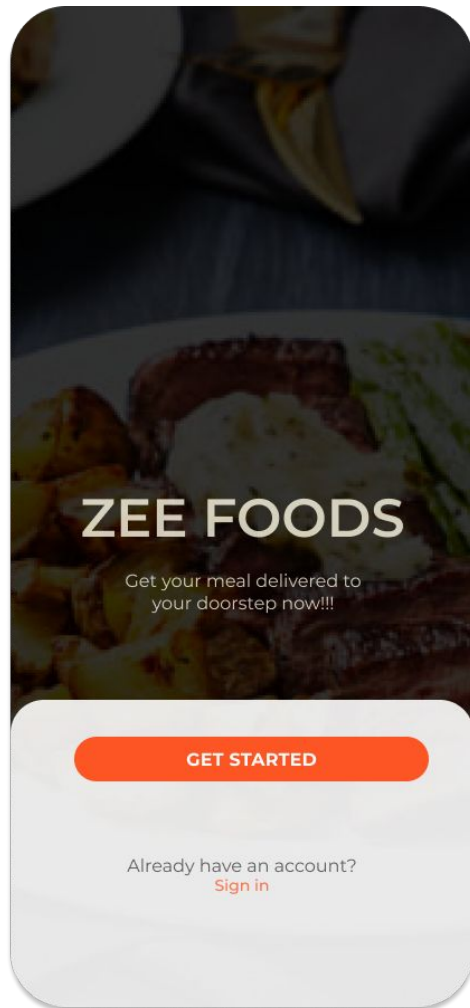 ZEE FOODS
Get your meal delivered to
your doorstep now!!!
GET STARTED
Already have an account?
Sign in